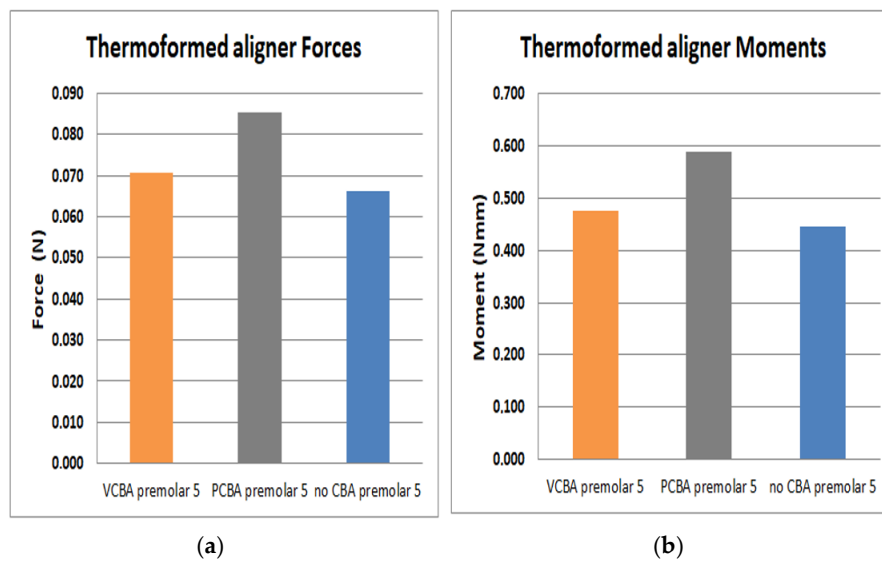 Thermoformed aligner Forces
0.090
0.080
0.070
0.060
0.050
0.040
0.030
0.020
0.010
0.000
Force (N)
VCBA premolar 5 PCBA premolar 5 no CBA premolar 5
(a)
Thermoformed aligner Moments
0.700
0.600
0.500
0.400
0.300
0.200
0.100
0.000
Moment (Nmm)
VCBA premolar 5 PCBA premolar 5 no CBA premolar 5
(b)